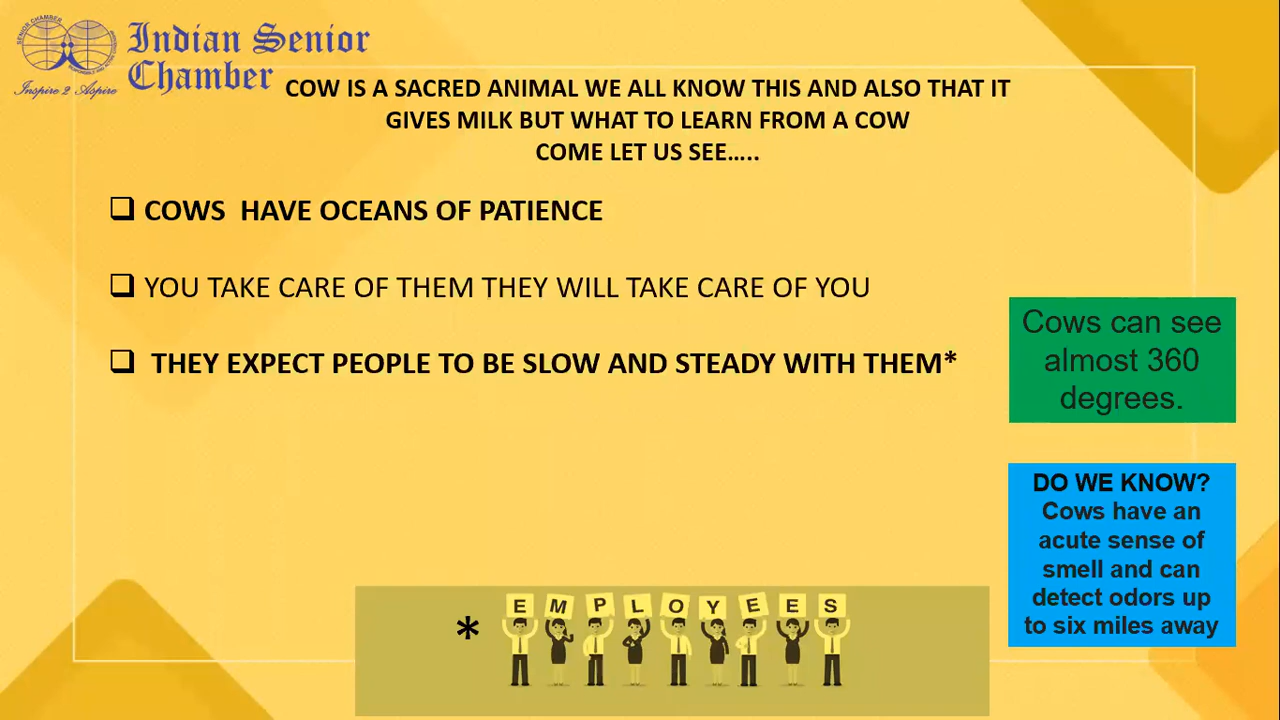 Indian Senior
Chamber
SENIOR CHAMBER
Inspire 2 Aspire
COW IS A SACRED ANIMAL WE ALL KNOW THIS AND ALSO THAT IT
GIVES MILK BUT WHAT TO LEARN FROM A COW
COME LET US SEE.....
COWS HAVE OCEANS OF PATIENCE
YOU TAKE CARE OF THEM THEY WILL TAKE CARE OF YOU
THEY EXPECT PEOPLE TO BE SLOW AND STEADY WITH THEM*
Cows can see
almost 360
degrees.
DO WE KNOW?
Cows have an
acute sense of
smell and can
detect odors up
to six miles away
* EMPLOYEES